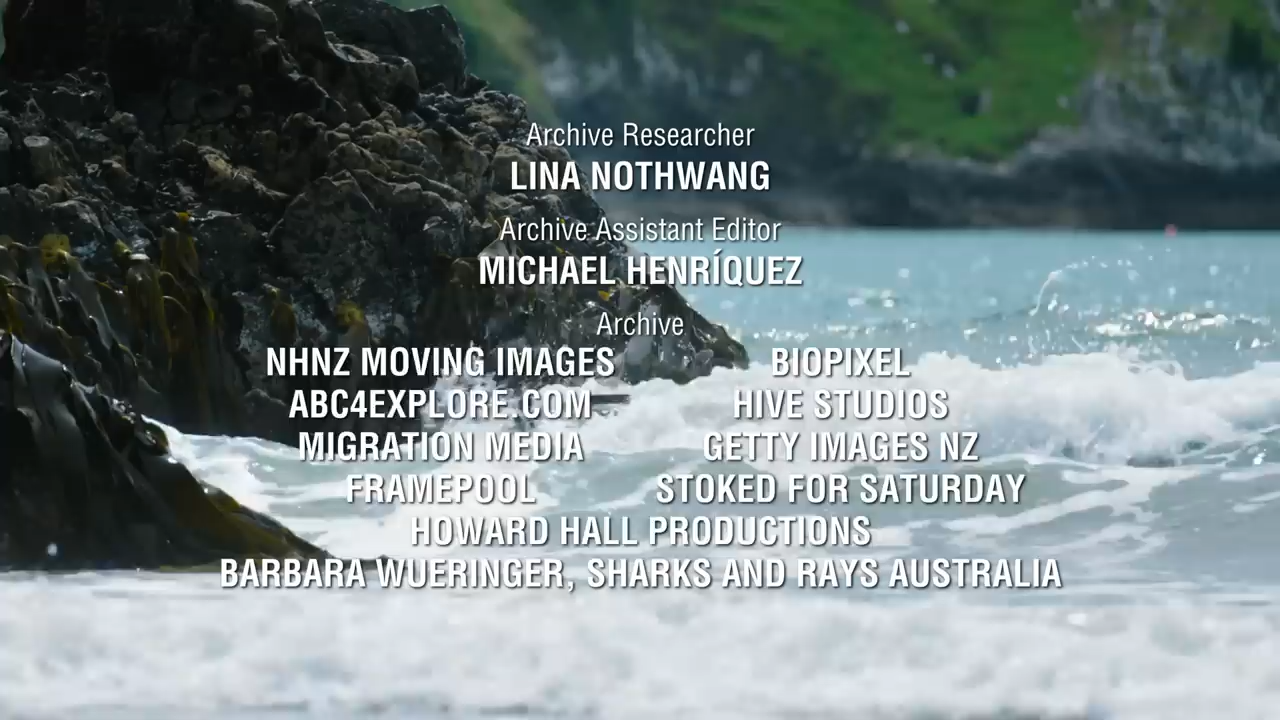 Archive Researcher
LINA NOTHWANG
Archive Assistant Editor
MICHAEL HENRÍQUEZ
Archive
NHNZ MOVING IMAGES BIOPIXEL
ABC4EXPLORE.COM HIVE STUDIOS
MIGRATION MEDIA GETTY IMAGES NZ
FRAMEPOOL STOKED FOR SATURDAY
HOWARD HALL PRODUCTIONS
BARBARA WUERINGER, SHARKS AND RAYS AUSTRALIA